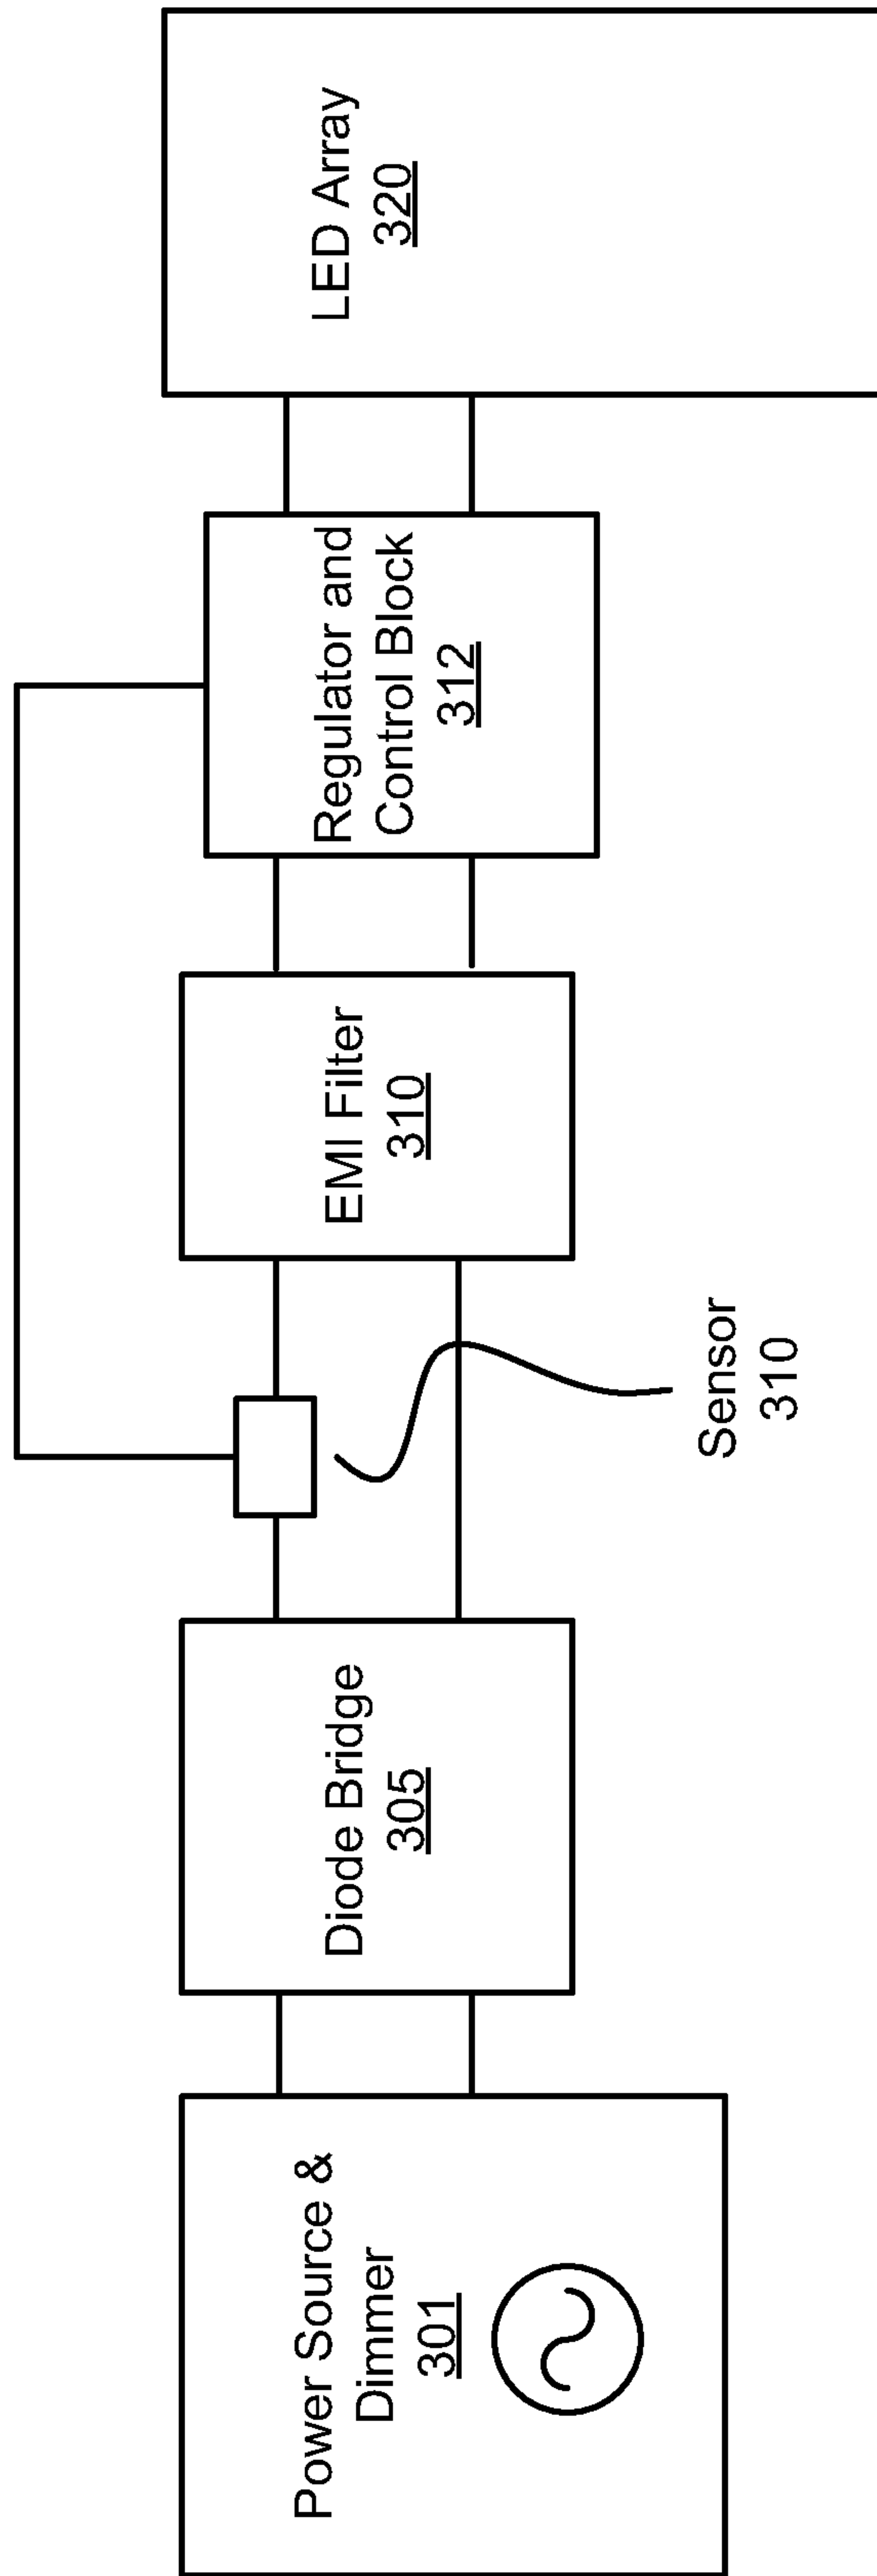 Power Source &
Dimmer
301
Diode Bridge
305
Sensor
310
EMI Filter
310
Regulator and
Control Block
312
LED Array
320